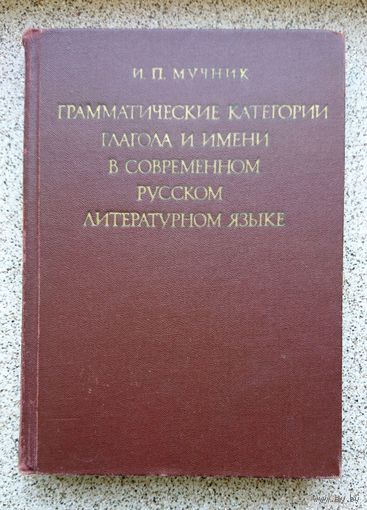 И. П. МУЧНИК
ГРАММАТИЧЕСКИЕ КАТЕГОРИИ
ГЛАГОЛА И ИМЕНИ
В СОВРЕМЕННОМ
РУССКОМ
ЛИТЕРАТУРНОМ ЯЗЫКЕ